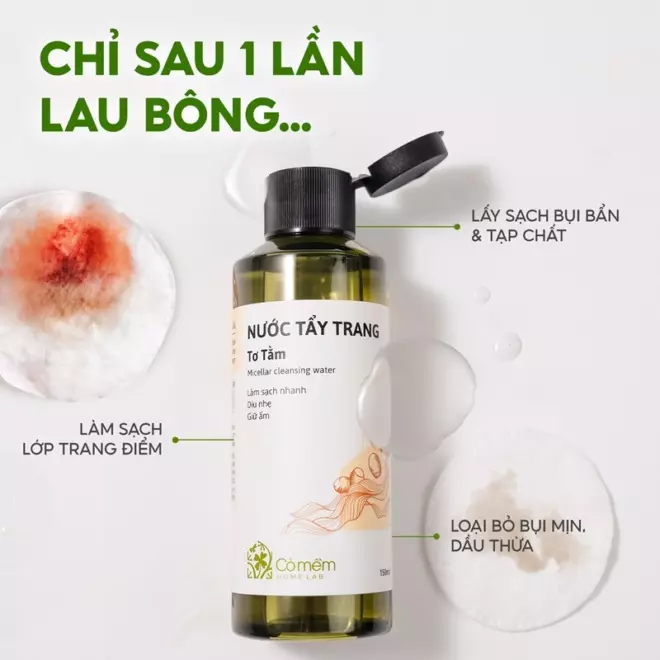 CHỈ SAU 1 LẦN
LAU BÔNG...
LẤY SẠCH BỤI BẨN
& TẠP CHẤT
NƯỚC TẨY TRANG
Tơ Tằm
Micellar cleansing water
Làm sạch nhanh
Dịu nhẹ
Giữ ẩm
LÀM SẠCH
LỚP TRANG ĐIỂM
LOẠI BỎ BỤI MỊN,
DẦU THỪA
Cỏ mềm
HOME LAB
150ml